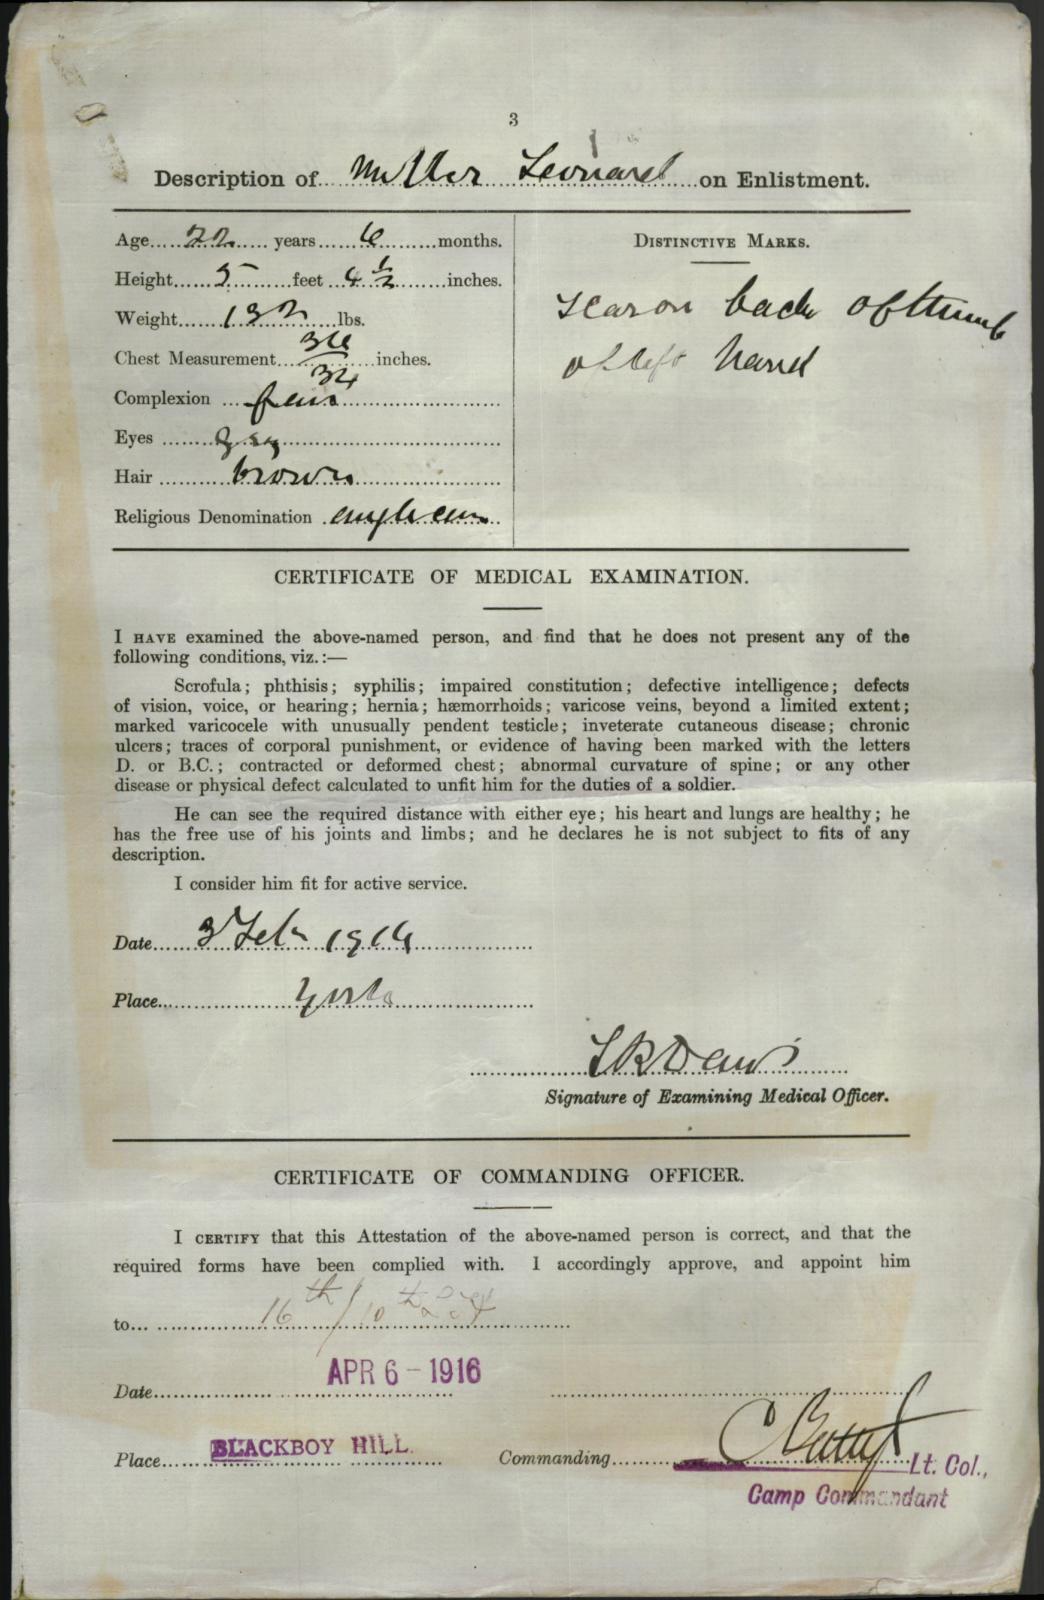 3
Description of Leonard on Enlistment.
Age 22 years 6 months.
Height 5 feet 4 ½ inches.
Weight 132 lbs.
Chest Measurement 36/34 inches.
Complexion fair
Eyes grey
Hair brown
Religious Denomination anglican
DISTINCTIVE MARKS.
Scar on back of thumb
of left hand
CERTIFICATE OF MEDICAL EXAMINATION.
I HAVE examined the above-named person, and find that he does not present any of the
following conditions, viz.:—
Scrofula; phthisis; syphilis; impaired constitution; defective intelligence; defects
of vision, voice, or hearing; hernia; hæmorrhoids; varicose veins, beyond a limited extent;
marked varicocele with unusually pendent testicle; inveterate cutaneous disease; chronic
ulcers; traces of corporal punishment, or evidence of having been marked with the letters
D. or B.C.; contracted or deformed chest; abnormal curvature of spine; or any other
disease or physical defect calculated to unfit him for the duties of a soldier.
He can see the required distance with either eye; his heart and lungs are healthy; he
has the free use of his joints and limbs; and he declares he is not subject to fits of any
description.
I consider him fit for active service.
Date 3 Feb 1916
Place York
Signature of Examining Medical Officer.
CERTIFICATE OF COMMANDING OFFICER.
I CERTIFY that this Attestation of the above-named person is correct, and that the
required forms have been complied with. I accordingly approve, and appoint him
to 16th/10th
Date APR 6 - 1916
Place BLACKBOY HILL.
Commanding Lt. Col.,
Camp Commandant